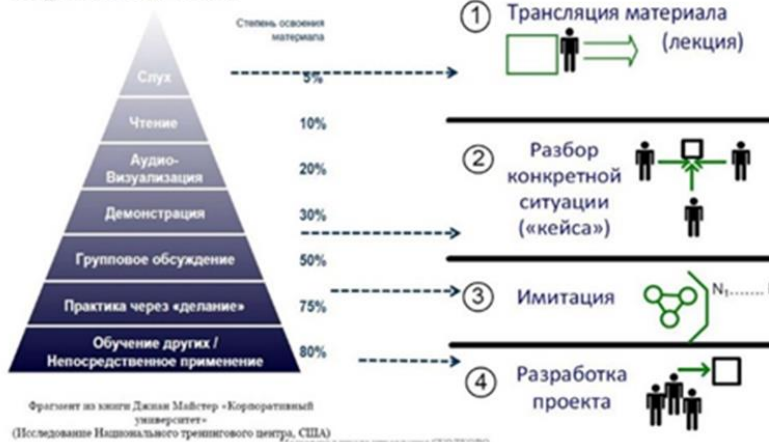 Степень освоения
материала
Слух
5%
Чтение
10%
Аудио-
Визуализация
20%
Демонстрация
30%
Групповое обсуждение
50%
Практика через «делание»
75%
Обучение других /
Непосредственное применение
80%
Фрагмент из книги Джиан Майстер «Корпоративный
университет»
(Исследование Национального тренингового центра, США)
1 Трансляция материала
(лекция)
2 Разбор
конкретной
ситуации
(«кейса»)
3 Имитация
N₁.......
4 Разработка
проекта